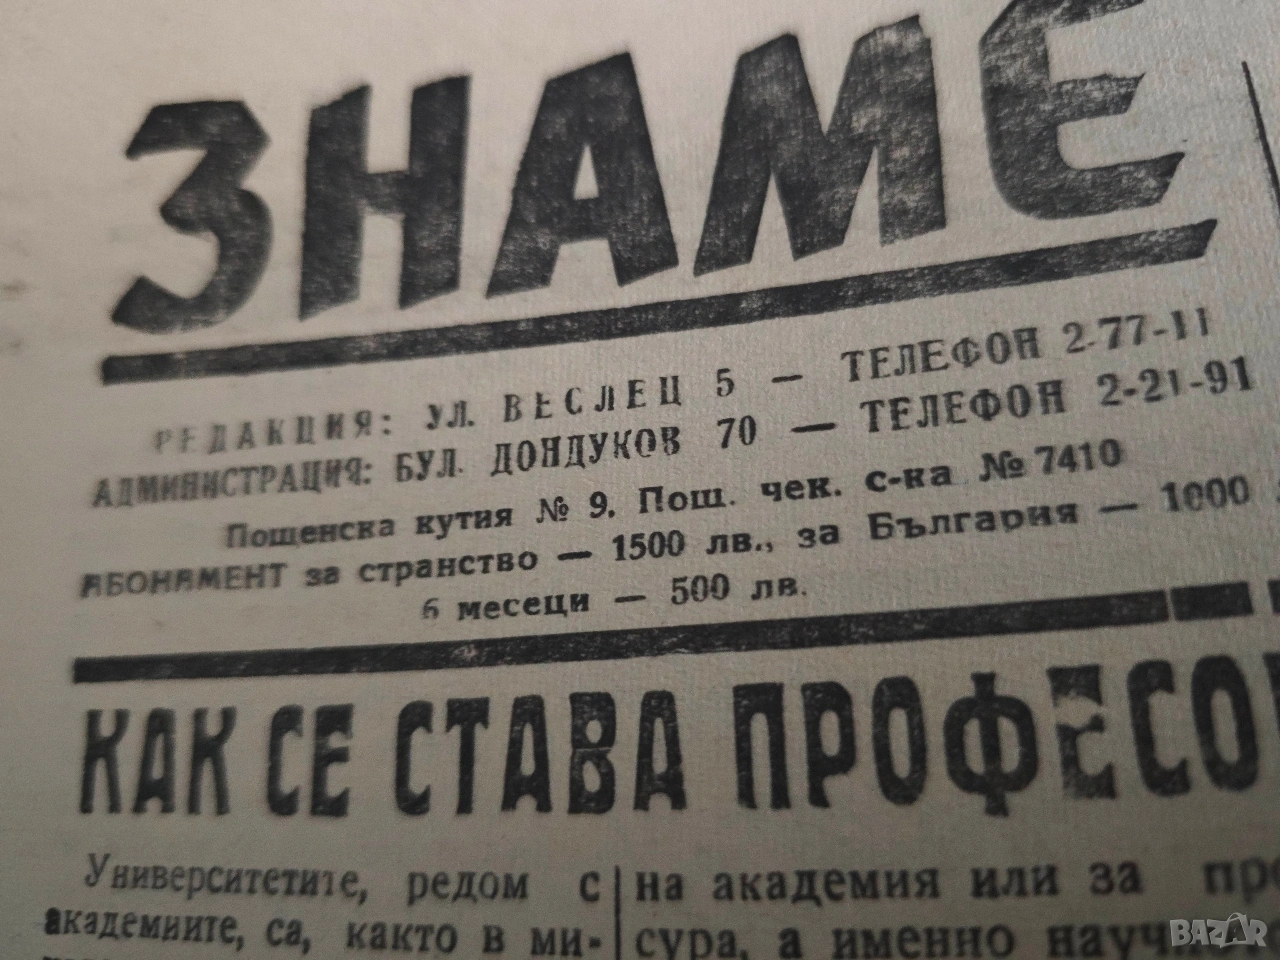 ЗНАМЕ
РЕДАКЦИЯ: УЛ. ВЕСЛЕЦ 5 — ТЕЛЕФОН 2-77-11
АДМИНИСТРАЦИЯ: БУЛ. ДОНДУКОВ 70 — ТЕЛЕФОН 2-21-91
Пощенска кутия № 9. Пощ. чек. с-ка № 7410
АБОНАМЕНТ за странство — 1500 лв., за България — 1000
6 месеци — 500 лв.
КАК СЕ СТАВА ПРОФЕСО
Университетите, редом с
академиите, са, както в ми-
на академия или за
сура, а именно
BAZAR